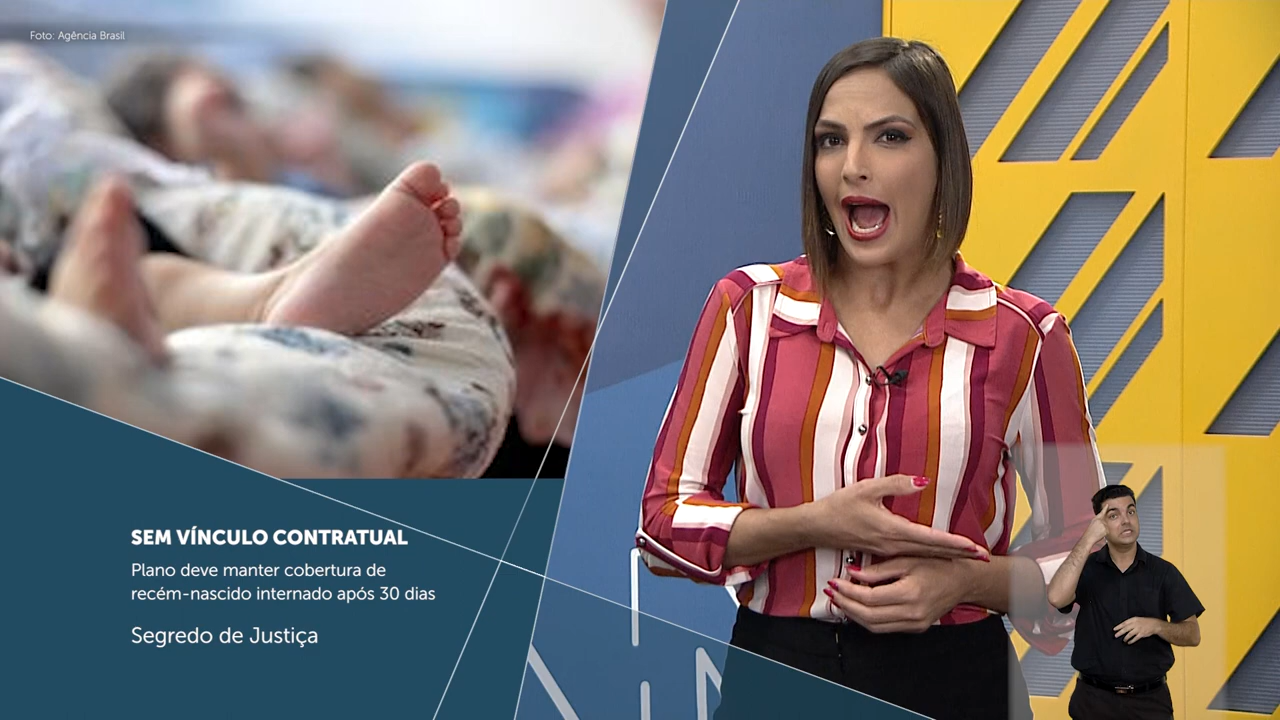 Foto: Agência Brasil
SEM VÍNCULO CONTRATUAL
Plano deve manter cobertura de
recém-nascido internado após 30 dias
Segredo de Justiça